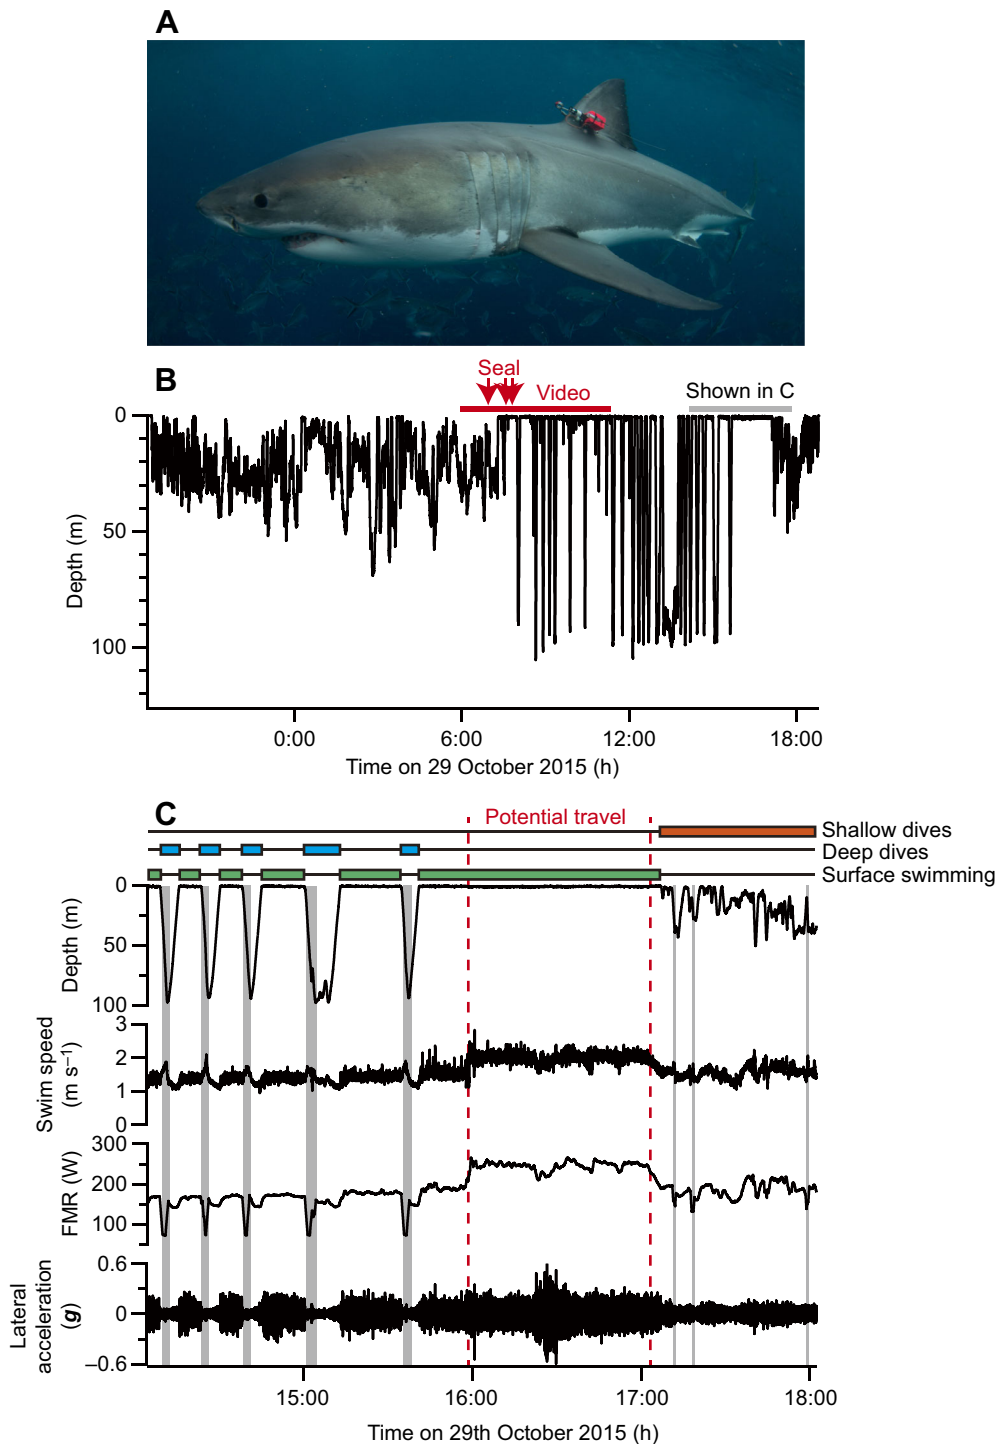 A
B
Seal
Video
Shown in C
0
50
100
Depth (m)
0:00
6:00
12:00
18:00
Time on 29 October 2015 (h)
C
Potential travel
Shallow dives
Deep dives
Surface swimming
0
50
100
Depth (m)
3
2
1
0
Swim speed
(m s⁻¹)
300
200
100
FMR (W)
0.6
0
–0.6
Lateral
acceleration
(g)
15:00
16:00
17:00
18:00
Time on 29th October 2015 (h)